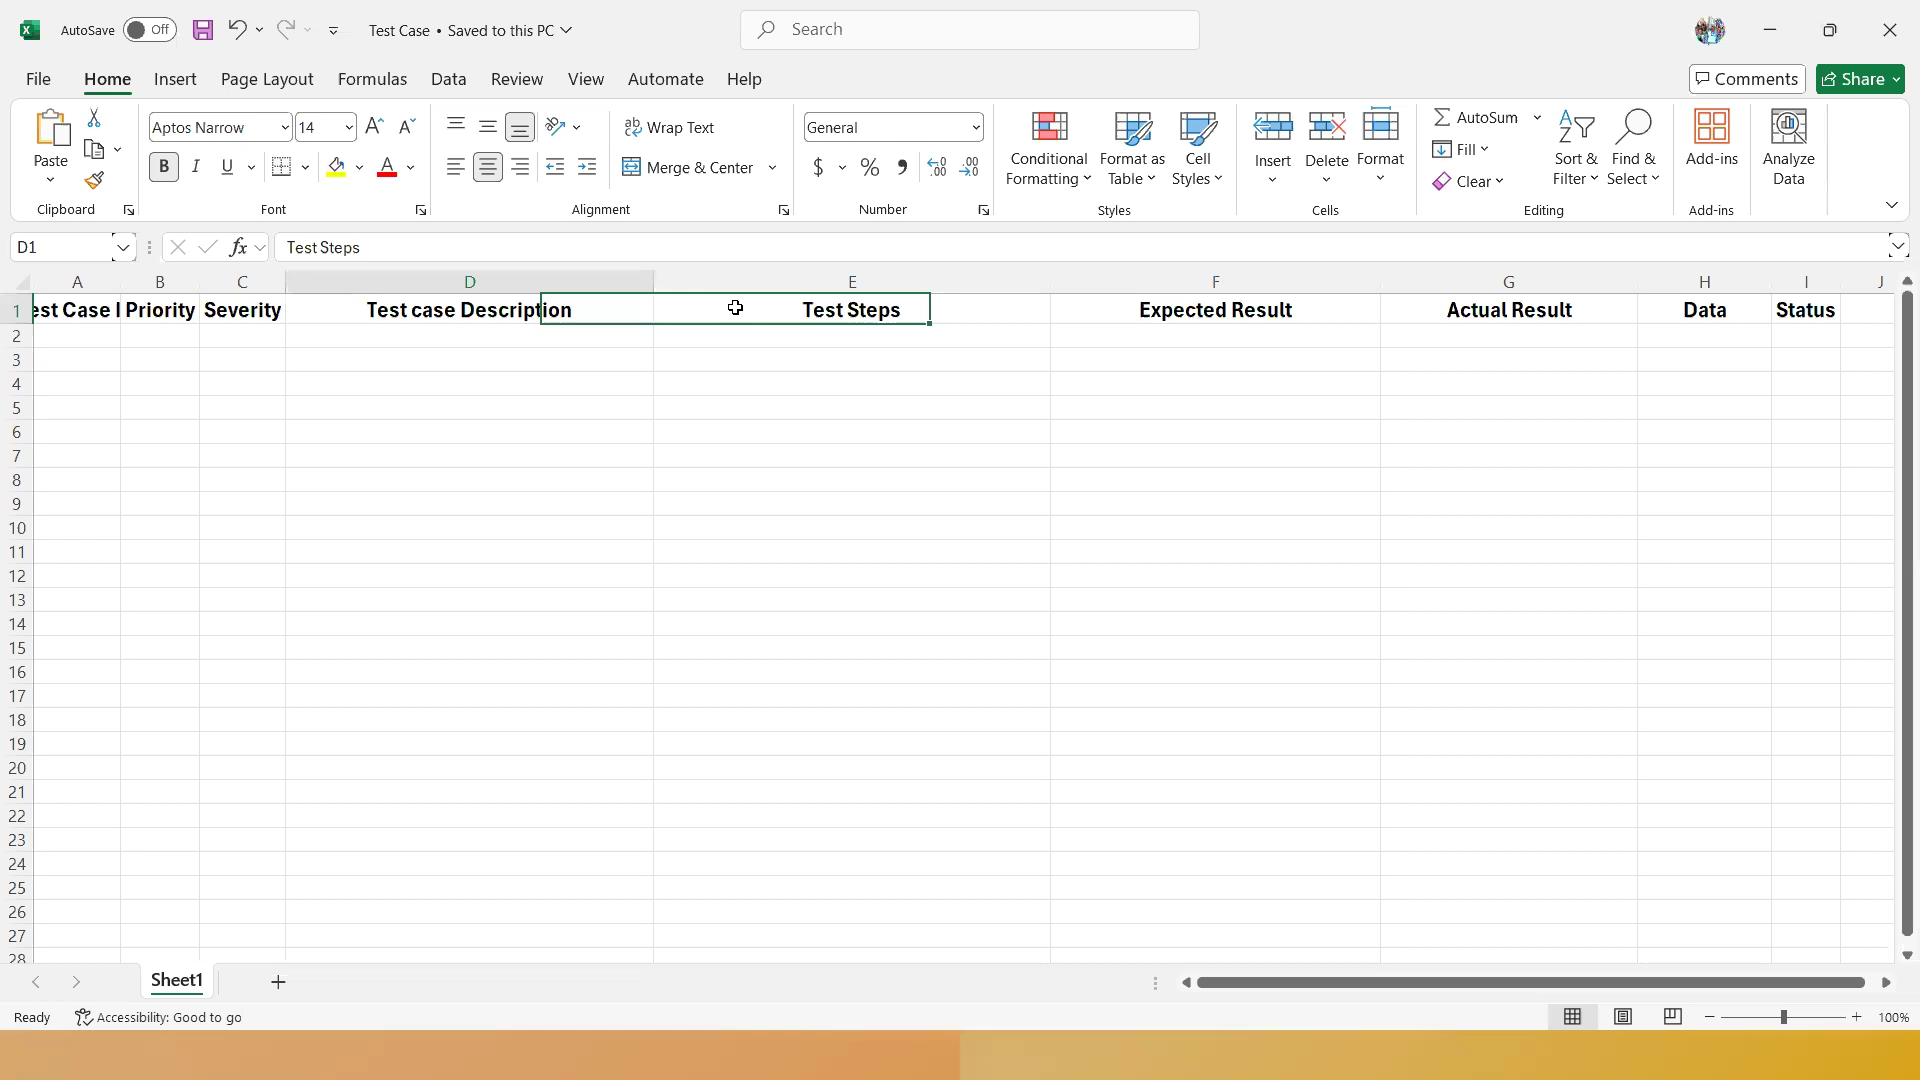 AutoSave Off Test Case • Saved to this PC Search
File Home Insert Page Layout Formulas Data Review View Automate Help Comments Share
Aptos Narrow 14 Wrap Text General AutoSum
Paste B I U Merge & Center $ % Conditional Formatting Format as Table Cell Styles Insert Delete Format Fill Clear Sort & Filter Find & Select Add-ins Analyze Data
Clipboard Font Alignment Number Styles Cells Editing Add-ins
D1 fx Test Steps
A B C D E F G H I J
1 est Case I Priority Severity Test case Description Test Steps Expected Result Actual Result Data Status
2
3
4
5
6
7
8
9
10
11
12
13
14
15
16
17
18
19
20
21
22
23
24
25
26
27
28
Sheet1
Ready Accessibility: Good to go 100%